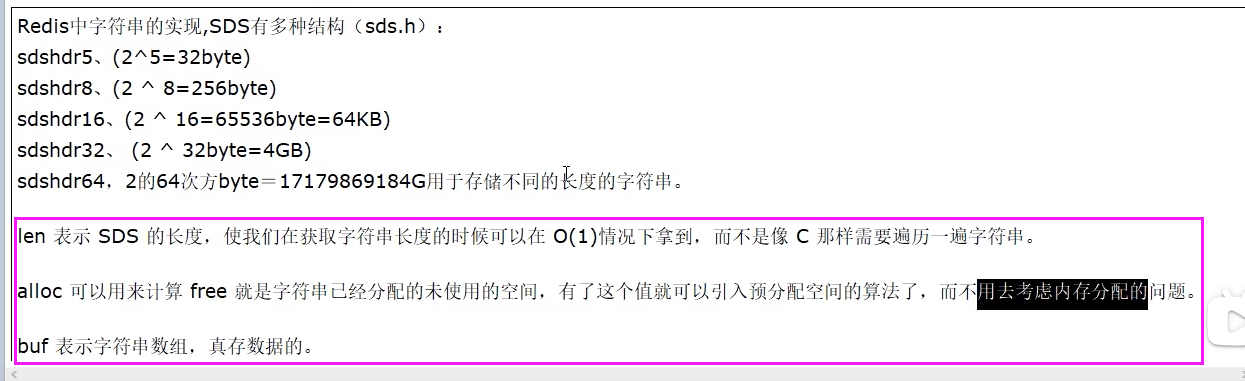 Redis中字符串的实现,SDS有多种结构（sds.h）：
sdshdr5、(2^5=32byte)
sdshdr8、(2 ^ 8=256byte)
sdshdr16、(2 ^ 16=65536byte=64KB)
sdshdr32、 (2 ^ 32byte=4GB)
sdshdr64，2的64次方byte＝17179869184G用于存储不同的长度的字符串。
len 表示 SDS 的长度，使我们在获取字符串长度的时候可以在 O(1)情况下拿到，而不是像 C 那样需要遍历一遍字符串。
alloc 可以用来计算 free 就是字符串已经分配的未使用的空间，有了这个值就可以引入预分配空间的算法了，而不用去考虑内存分配的问题。
buf 表示字符串数组，真存数据的。